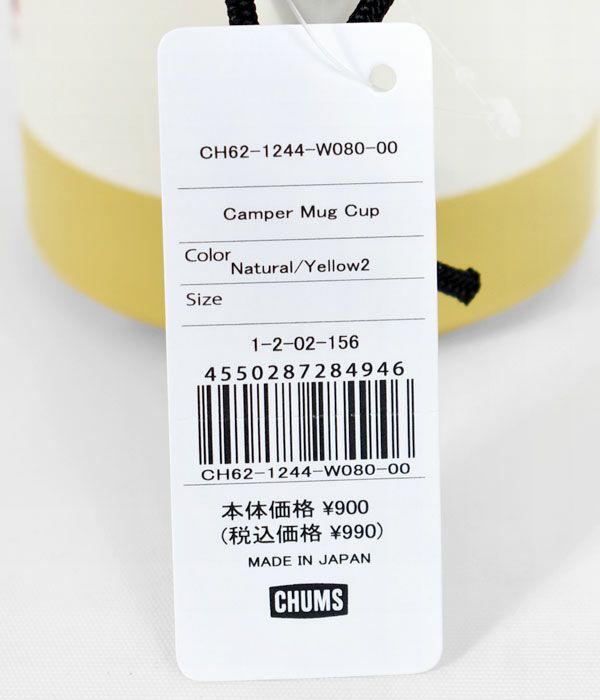 CH62-1244-W080-00
Camper Mug Cup
Color Natural/Yellow2
Size
1-2-02-156
4550287284946
CH62-1244-W080-00
本体価格 ¥900
(税込価格 ¥990)
MADE IN JAPAN
CHUMS